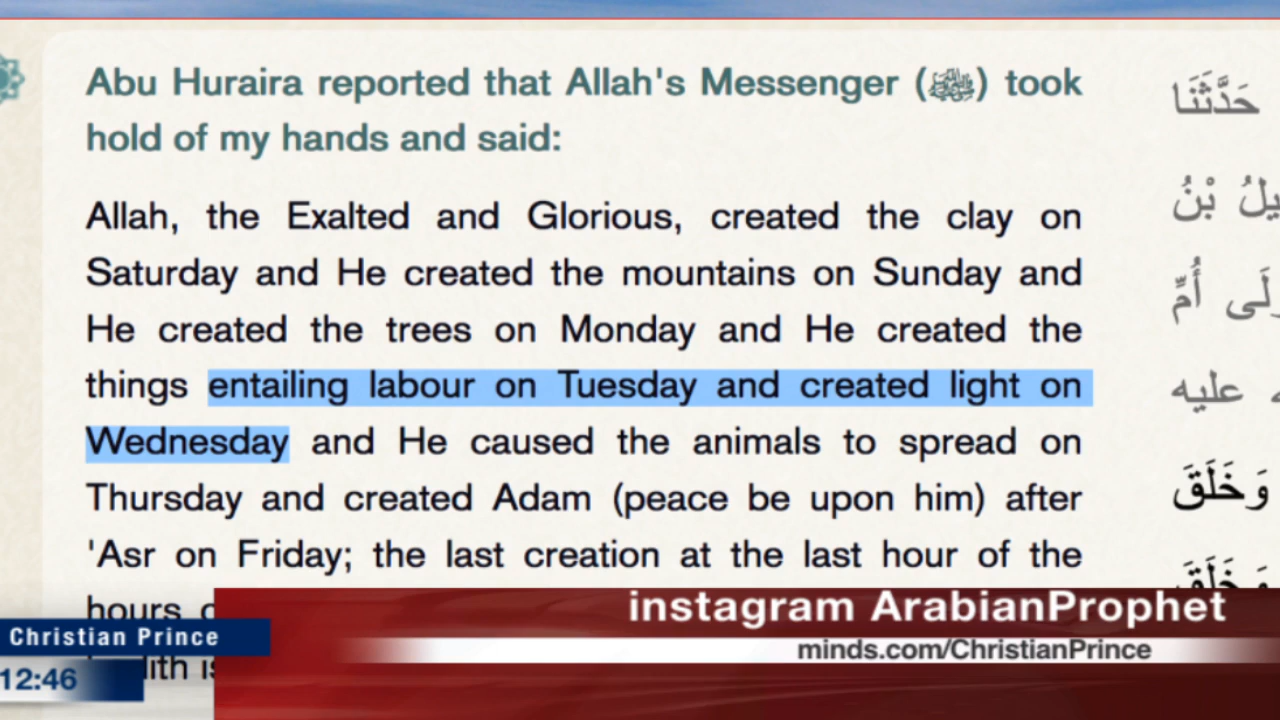 Abu Huraira reported that Allah's Messenger (ﷺ) took
hold of my hands and said:
Allah, the Exalted and Glorious, created the clay on
Saturday and He created the mountains on Sunday and
He created the trees on Monday and He created the
things entailing labour on Tuesday and created light on
Wednesday and He caused the animals to spread on
Thursday and created Adam (peace be upon him) after
'Asr on Friday; the last creation at the last hour of the
hours
حَدَّثَنَا
بْنُ
أُمِّ
عليه
وَخَلَقَ
وَخَلَقَ
instagram ArabianProphet
minds.com/ChristianPrince
Christian Prince
12:46